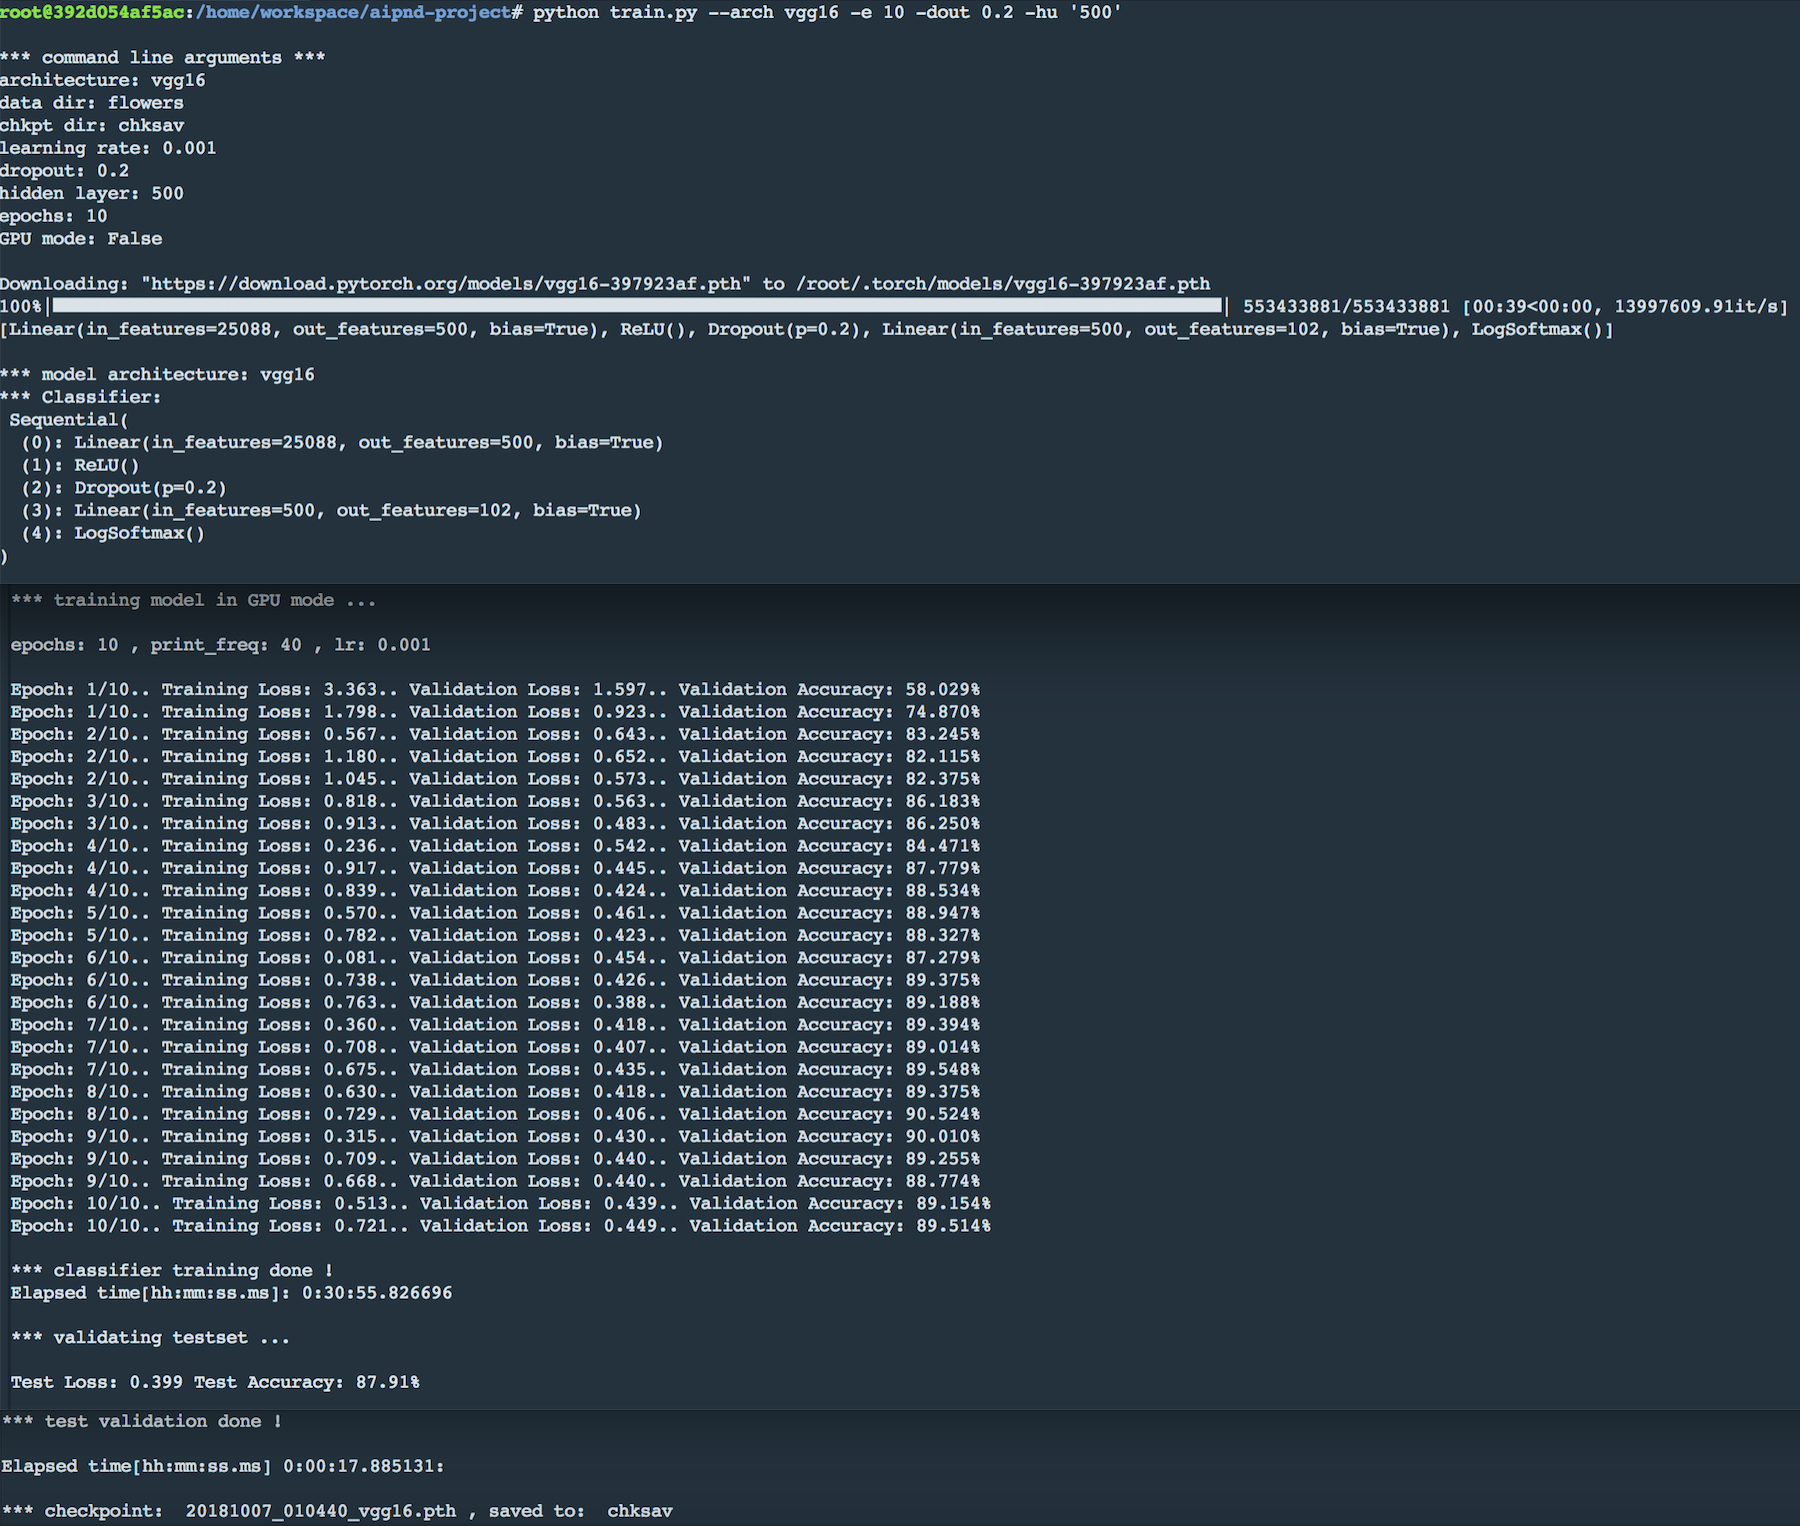 root@392d054af5ac:/home/workspace/aipnd-project# python train.py --arch vgg16 -e 10 -dout 0.2 -hu '500'
*** command line arguments ***
architecture: vgg16
data dir: flowers
chkpt dir: chksav
learning rate: 0.001
dropout: 0.2
hidden layer: 500
epochs: 10
GPU mode: False
Downloading: "https://download.pytorch.org/models/vgg16-397923af.pth" to /root/.torch/models/vgg16-397923af.pth
100%| | 553433881/553433881 [00:39<00:00, 13997609.91it/s]
[Linear(in_features=25088, out_features=500, bias=True), ReLU(), Dropout(p=0.2), Linear(in_features=500, out_features=102, bias=True), LogSoftmax()]
*** model architecture: vgg16
*** Classifier:
Sequential(
(0): Linear(in_features=25088, out_features=500, bias=True)
(1): ReLU()
(2): Dropout(p=0.2)
(3): Linear(in_features=500, out_features=102, bias=True)
(4): LogSoftmax()
)
*** training model in GPU mode ...
epochs: 10 , print_freq: 40 , lr: 0.001
Epoch: 1/10.. Training Loss: 3.363.. Validation Loss: 1.597.. Validation Accuracy: 58.029%
Epoch: 1/10.. Training Loss: 1.798.. Validation Loss: 0.923.. Validation Accuracy: 74.870%
Epoch: 2/10.. Training Loss: 0.567.. Validation Loss: 0.643.. Validation Accuracy: 83.245%
Epoch: 2/10.. Training Loss: 1.180.. Validation Loss: 0.652.. Validation Accuracy: 82.115%
Epoch: 2/10.. Training Loss: 1.045.. Validation Loss: 0.573.. Validation Accuracy: 82.375%
Epoch: 3/10.. Training Loss: 0.818.. Validation Loss: 0.563.. Validation Accuracy: 86.183%
Epoch: 3/10.. Training Loss: 0.913.. Validation Loss: 0.483.. Validation Accuracy: 86.250%
Epoch: 4/10.. Training Loss: 0.236.. Validation Loss: 0.542.. Validation Accuracy: 84.471%
Epoch: 4/10.. Training Loss: 0.917.. Validation Loss: 0.445.. Validation Accuracy: 87.779%
Epoch: 4/10.. Training Loss: 0.839.. Validation Loss: 0.424.. Validation Accuracy: 88.534%
Epoch: 5/10.. Training Loss: 0.570.. Validation Loss: 0.461.. Validation Accuracy: 88.947%
Epoch: 5/10.. Training Loss: 0.782.. Validation Loss: 0.423.. Validation Accuracy: 88.327%
Epoch: 6/10.. Training Loss: 0.081.. Validation Loss: 0.454.. Validation Accuracy: 87.279%
Epoch: 6/10.. Training Loss: 0.738.. Validation Loss: 0.426.. Validation Accuracy: 89.375%
Epoch: 6/10.. Training Loss: 0.763.. Validation Loss: 0.388.. Validation Accuracy: 89.188%
Epoch: 7/10.. Training Loss: 0.360.. Validation Loss: 0.418.. Validation Accuracy: 89.394%
Epoch: 7/10.. Training Loss: 0.708.. Validation Loss: 0.407.. Validation Accuracy: 89.014%
Epoch: 7/10.. Training Loss: 0.675.. Validation Loss: 0.435.. Validation Accuracy: 89.548%
Epoch: 8/10.. Training Loss: 0.630.. Validation Loss: 0.418.. Validation Accuracy: 89.375%
Epoch: 8/10.. Training Loss: 0.729.. Validation Loss: 0.406.. Validation Accuracy: 90.524%
Epoch: 9/10.. Training Loss: 0.315.. Validation Loss: 0.430.. Validation Accuracy: 90.010%
Epoch: 9/10.. Training Loss: 0.709.. Validation Loss: 0.440.. Validation Accuracy: 89.255%
Epoch: 9/10.. Training Loss: 0.668.. Validation Loss: 0.440.. Validation Accuracy: 88.774%
Epoch: 10/10.. Training Loss: 0.513.. Validation Loss: 0.439.. Validation Accuracy: 89.154%
Epoch: 10/10.. Training Loss: 0.721.. Validation Loss: 0.449.. Validation Accuracy: 89.514%
*** classifier training done !
Elapsed time[hh:mm:ss.ms]: 0:30:55.826696
*** validating testset ...
Test Loss: 0.399 Test Accuracy: 87.91%
*** test validation done !
Elapsed time[hh:mm:ss.ms] 0:00:17.885131:
*** checkpoint:  20181007_010440_vgg16.pth , saved to:  chksav